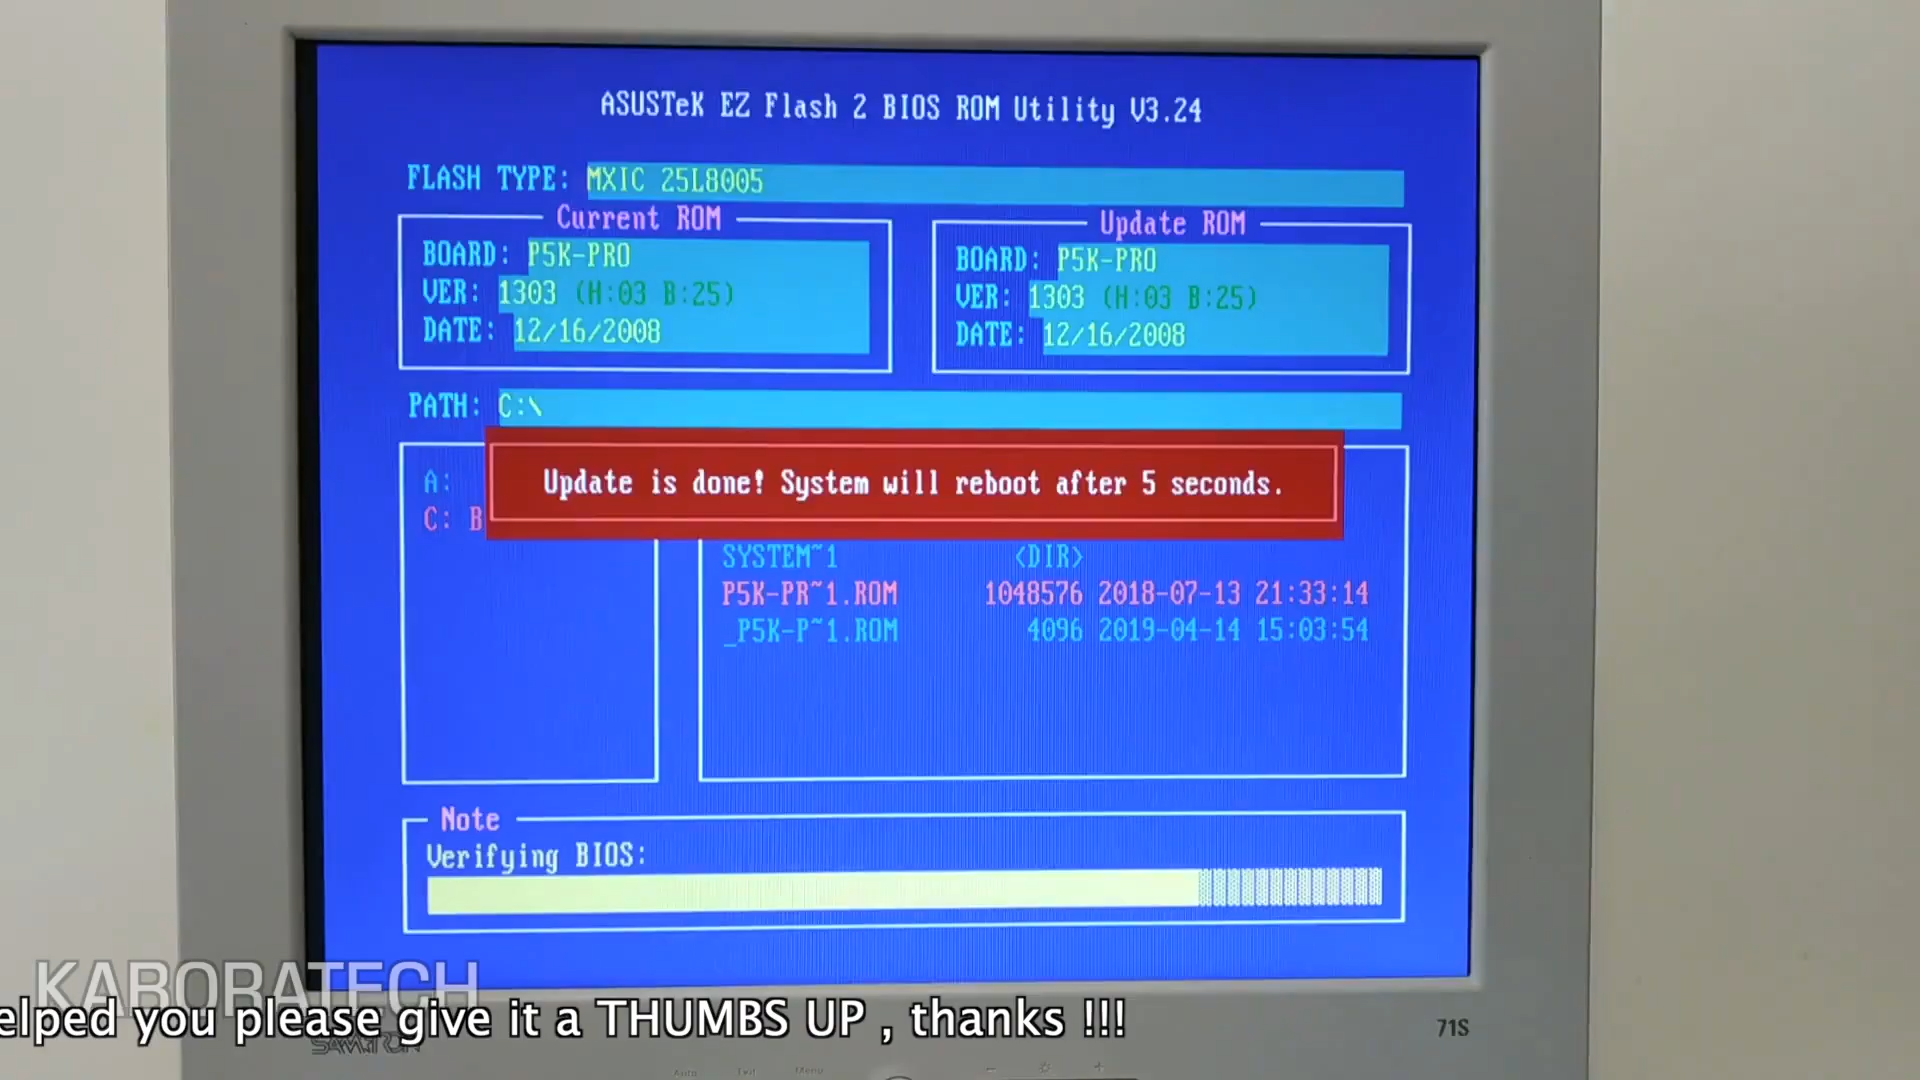 ASUSTeK EZ Flash 2 BIOS ROM Utility V3.24
FLASH TYPE: MXIC 25L8005
Current ROM
BOARD: P5K-PRO
VER: 1303 (H:03 B:25)
DATE: 12/16/2008
Update ROM
BOARD: P5K-PRO
VER: 1303 (H:03 B:25)
DATE: 12/16/2008
PATH: C:\
Update is done! System will reboot after 5 seconds.
A:
C: B
SYSTEM~1 <DIR>
P5K-PR~1.ROM 1048576 2018-07-13 21:33:14
_P5K-P~1.ROM 4096 2019-04-14 15:03:54
Note
Verifying BIOS:
KABORATECH
elped you please give it a THUMBS UP , thanks !!!
SAMTRON
71S
Auto Exit Menu